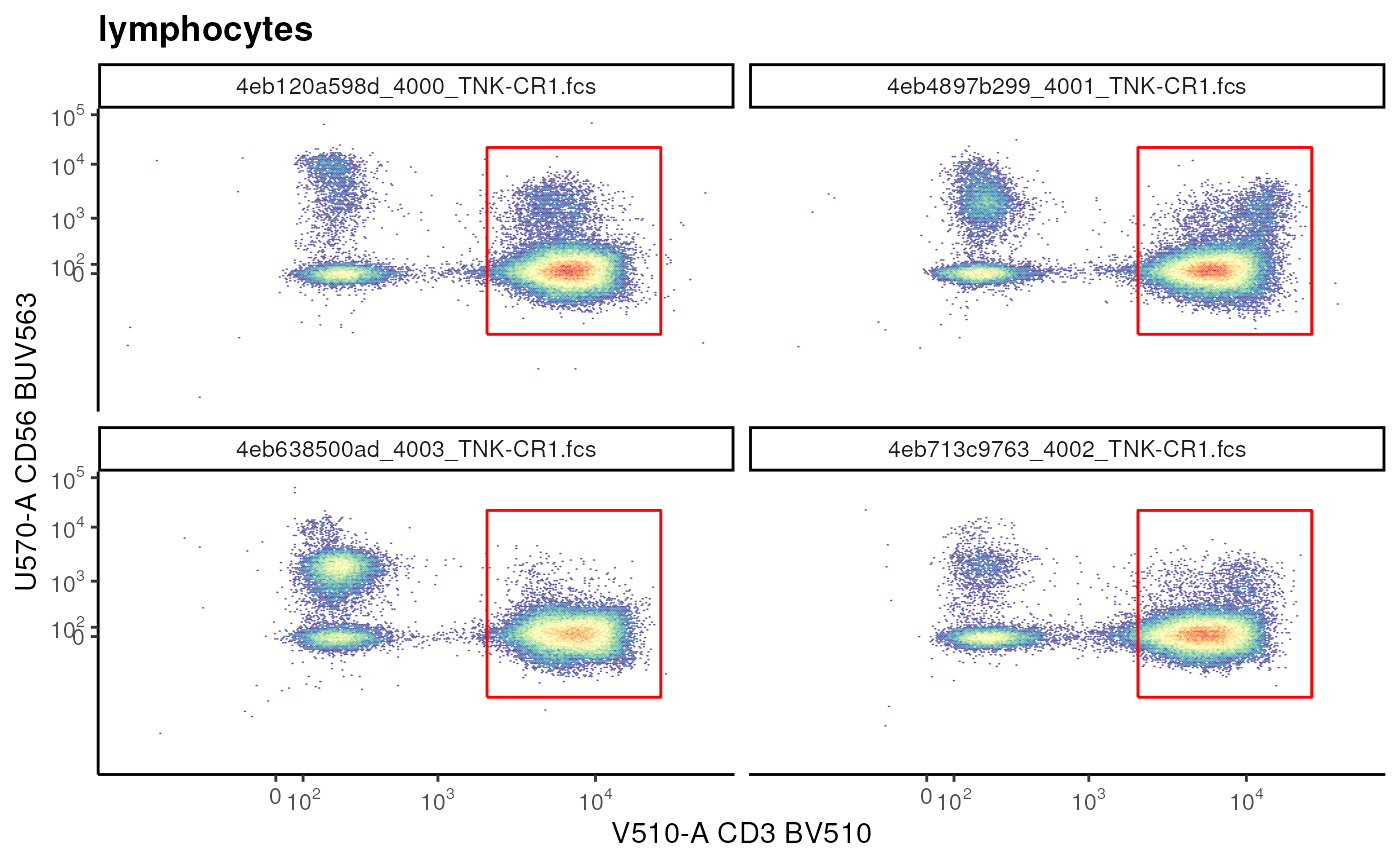 lymphocytes
4eb120a598d_4000_TNK-CR1.fcs
4eb4897b299_4001_TNK-CR1.fcs
10^5
10^4
10^3
10^2
0
4eb638500ad_4003_TNK-CR1.fcs
4eb713c9763_4002_TNK-CR1.fcs
10^5
10^4
10^3
10^2
0
U570-A CD56 BUV563
0 10^2 10^3 10^4 0 10^2 10^3 10^4
V510-A CD3 BV510